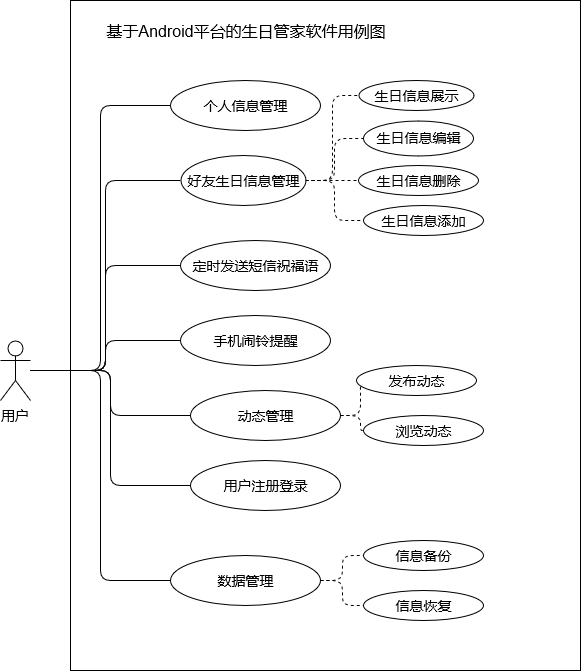 基于Android平台的生日管家软件用例图
个人信息管理
生日信息展示
生日信息编辑
好友生日信息管理
生日信息删除
生日信息添加
定时发送短信祝福语
手机闹铃提醒
用户
动态管理
发布动态
浏览动态
用户注册登录
数据管理
信息备份
信息恢复